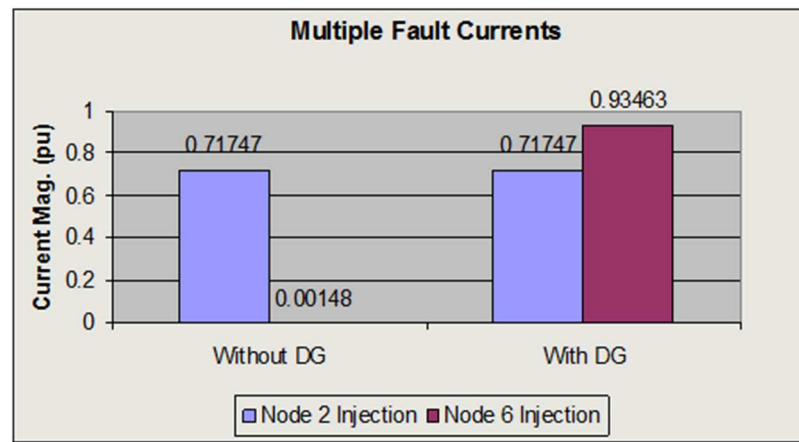 Multiple Fault Currents
Current Mag. (pu)
1
0.8
0.6
0.4
0.2
0
0.71747
0.00148
0.71747
0.93463
Without DG
With DG
Node 2 Injection
Node 6 Injection